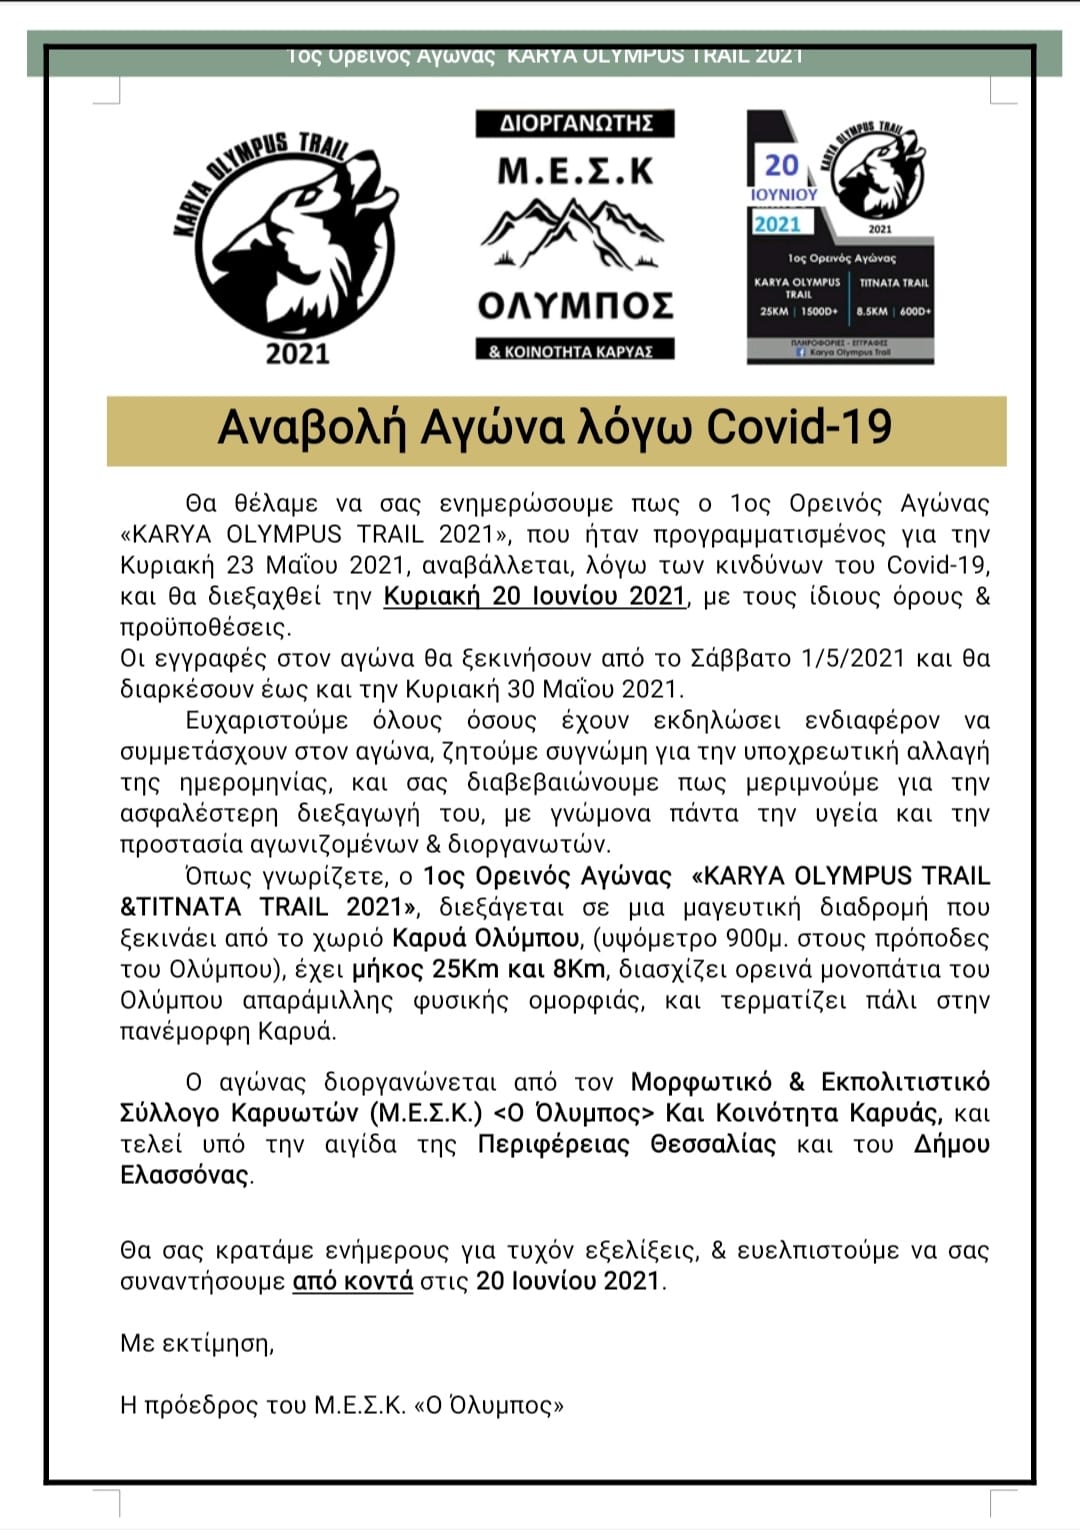 1ος Ορεινός Αγώνας KARYA OLYMPUS TRAIL 2021
KARYA OLYMPUS TRAIL
2021
ΔΙΟΡΓΑΝΩΤΗΣ
Μ.Ε.Σ.Κ
ΟΛΥΜΠΟΣ
& ΚΟΙΝΟΤΗΤΑ ΚΑΡΥΑΣ
20
ΙΟΥΝΙΟΥ
2021
KARYA OLYMPUS TRAIL
2021
1ος Ορινός Αγώνας
KARYA OLYMPUS
TRAIL
25KM | 1500D+
TITNATA TRAIL
8.5KM | 600D+
ΠΛΗΡΟΦΟΡΙΕΣ - ΕΓΓΡΑΦΕΣ
Karya Olympus Trail
Αναβολή Αγώνα λόγω Covid-19
Θα θέλαμε να σας ενημερώσουμε πως ο 1ος Ορεινός Αγώνας
«KARYA OLYMPUS TRAIL 2021», που ήταν προγραμματισμένος για την
Κυριακή 23 Μαΐου 2021, αναβάλλεται, λόγω των κινδύνων του Covid-19,
και θα διεξαχθεί την Κυριακή 20 Ιουνίου 2021, με τους ίδιους όρους &
προϋποθέσεις.
Οι εγγραφές στον αγώνα θα ξεκινήσουν από το Σάββατο 1/5/2021 και θα
διαρκέσουν έως και την Κυριακή 30 Μαΐου 2021.
Ευχαριστούμε όλους όσους έχουν εκδηλώσει ενδιαφέρον να
συμμετάσχουν στον αγώνα, ζητούμε συγνώμη για την υποχρεωτική αλλαγή
της ημερομηνίας, και σας διαβεβαιώνουμε πως μεριμνούμε για την
ασφαλέστερη διεξαγωγή του, με γνώμονα πάντα την υγεία και την
προστασία αγωνιζομένων & διοργανωτών.
Όπως γνωρίζετε, ο 1ος Ορεινός Αγώνας «KARYA OLYMPUS TRAIL
&TITNATA TRAIL 2021», διεξάγεται σε μια μαγευτική διαδρομή που
ξεκινάει από το χωριό Καρυά Ολύμπου, (υψόμετρο 900μ. στους πρόποδες
του Ολύμπου), έχει μήκος 25Km και 8Km, διασχίζει ορεινά μονοπάτια του
Ολύμπου απαράμιλλης φυσικής ομορφιάς, και τερματίζει πάλι στην
πανέμορφη Καρυά.
Ο αγώνας διοργανώνεται από τον Μορφωτικό & Εκπολιτιστικό
Σύλλογο Καρυωτών (Μ.Ε.Σ.Κ.) <Ο Όλυμπος> Και Κοινότητα Καρυάς, και
τελεί υπό την αιγίδα της Περιφέρειας Θεσσαλίας και του Δήμου
Ελασσόνας.
Θα σας κρατάμε ενήμερους για τυχόν εξελίξεις, & ευελπιστούμε να σας
συναντήσουμε από κοντά στις 20 Ιουνίου 2021.
Με εκτίμηση,
Η πρόεδρος του Μ.Ε.Σ.Κ. «Ο Όλυμπος»